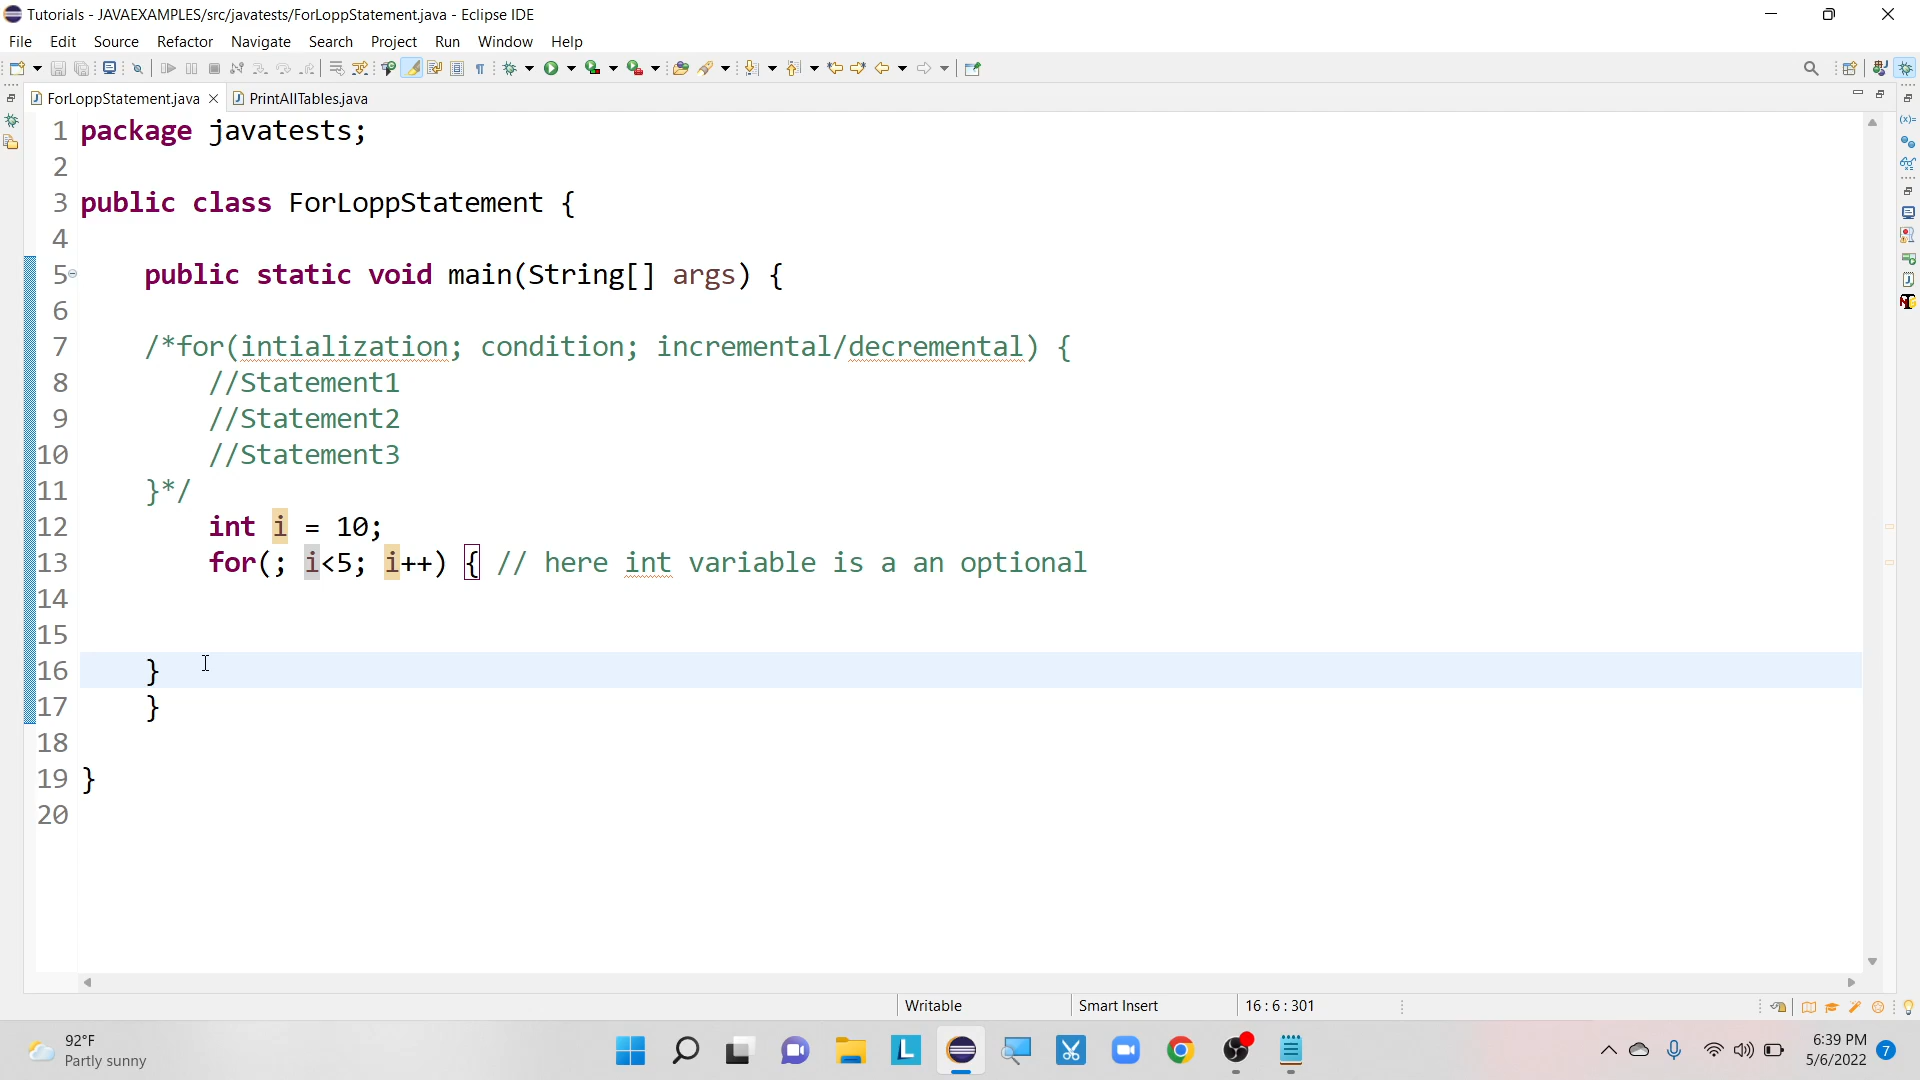 Tutorials - JAVAEXAMPLES/src/javatests/ForLoppStatement.java - Eclipse IDE
File Edit Source Refactor Navigate Search Project Run Window Help
ForLoppStatement.java PrintAllTables.java
1 package javatests;
2
3 public class ForLoppStatement {
4
5 public static void main(String[] args) {
6
7 /*for(intialization; condition; incremental/decremental) {
8 //Statement1
9 //Statement2
10 //Statement3
11 }*/
12 int i = 10;
13 for(; i<5; i++) { // here int variable is a an optional
14
15
16 }
17 }
18
19 }
20
Writable Smart Insert 16 : 6 : 301
92°F
Partly sunny
6:39 PM
5/6/2022
7